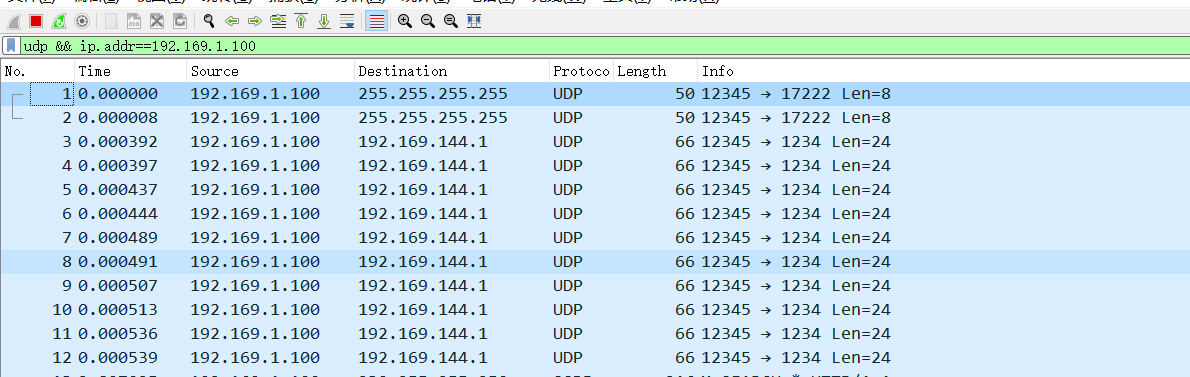 udp && ip.addr==192.168.1.100
No. Time Source Destination Protoco Length Info
1 0.000000 192.169.1.100 255.255.255.255 UDP 50 12345 → 17222 Len=8
2 0.000008 192.169.1.100 255.255.255.255 UDP 50 12345 → 17222 Len=8
3 0.000392 192.169.1.100 192.169.144.1 UDP 66 12345 → 1234 Len=24
4 0.000397 192.169.1.100 192.169.144.1 UDP 66 12345 → 1234 Len=24
5 0.000437 192.169.1.100 192.169.144.1 UDP 66 12345 → 1234 Len=24
6 0.000444 192.169.1.100 192.169.144.1 UDP 66 12345 → 1234 Len=24
7 0.000489 192.169.1.100 192.169.144.1 UDP 66 12345 → 1234 Len=24
8 0.000491 192.169.1.100 192.169.144.1 UDP 66 12345 → 1234 Len=24
9 0.000507 192.169.1.100 192.169.144.1 UDP 66 12345 → 1234 Len=24
10 0.000513 192.169.1.100 192.169.144.1 UDP 66 12345 → 1234 Len=24
11 0.000536 192.169.1.100 192.169.144.1 UDP 66 12345 → 1234 Len=24
12 0.000539 192.169.1.100 192.169.144.1 UDP 66 12345 → 1234 Len=24